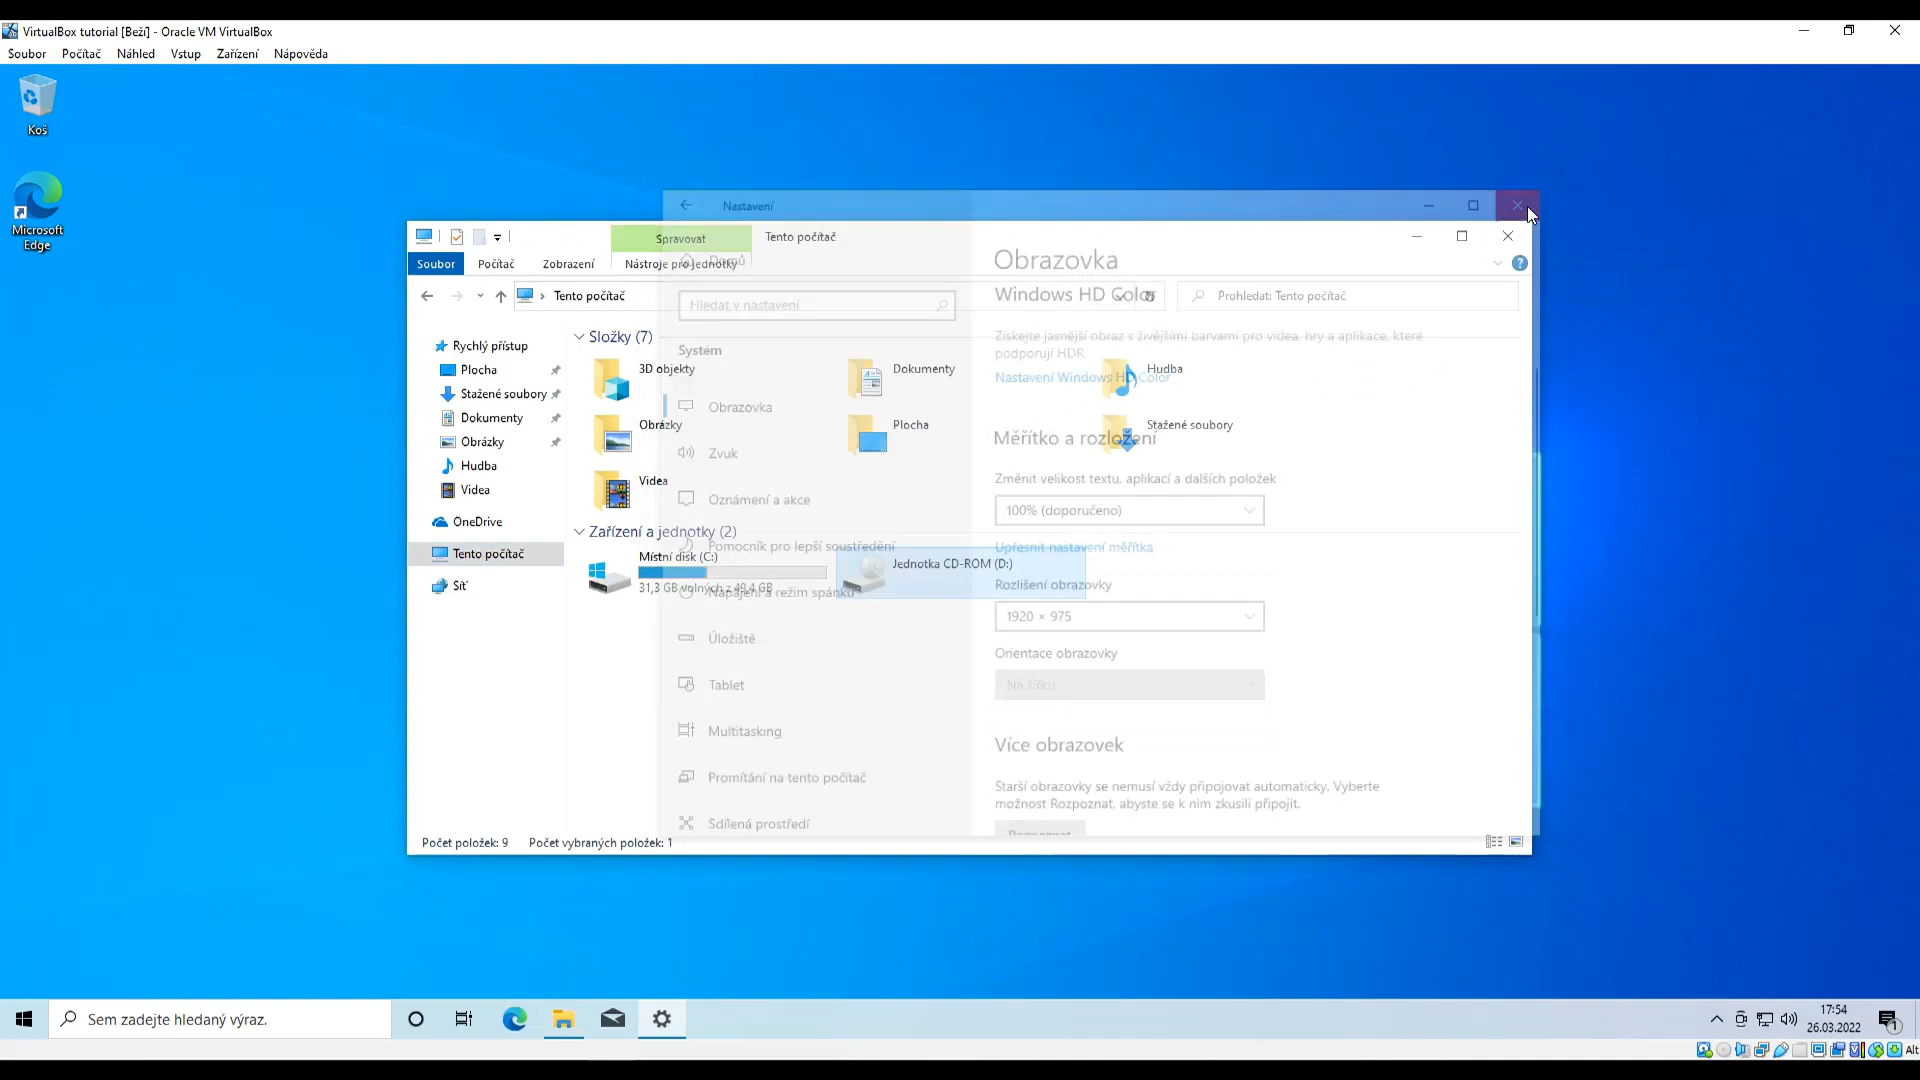 VirtualBox tutorial [Beží] - Oracle VM VirtualBox
Soubor Počítač Náhled Vstup Zařízení Nápověda
Koš
Microsoft
Edge
Nastavení
Spravovat
Tento počítač
Domů
Soubor
Počítač
Zobrazení
Nástroje pro jednotky
Obrazovka
Tento počítač
Windows HD Color
Prohledat: Tento počítač
Hledat v nastavení
Získejte jasnější obraz s živějšími barvami pro videa, hry a aplikace, které
podporují HDR.
Nastavení Windows HD Color
Systém
Složky (7)
Rychlý přístup
Plocha
Stažené soubory
Dokumenty
Obrázky
Hudba
Videa
OneDrive
Tento počítač
Síť
3D objekty
Dokumenty
Hudba
Obrázky
Plocha
Stažené soubory
Videa
Obrazovka
Zvuk
Oznámení a akce
Pomocník pro lepší soustředění
Napájení a režim spánku
Úložiště
Tablet
Multitasking
Promítání na tento počítač
Sdílená prostředí
Měřítko a rozložení
Změnit velikost textu, aplikací a dalších položek
100% (doporučeno)
Upřesnit nastavení měřítka
Zařízení a jednotky (2)
Místní disk (C:)
31,3 GB volných z 49,4 GB
Jednotka CD-ROM (D:)
Rozlišení obrazovky
1920 × 975
Orientace obrazovky
Na šířku
Více obrazovek
Starší obrazovky se nemusí vždy připojovat automaticky. Vyberte
možnost Rozpoznat, abyste se k nim zkusili připojit.
Rozpoznat
Počet položek: 9
Počet vybraných položek: 1
Sem zadejte hledaný výraz.
17:54
26.03.2022
1
Alt